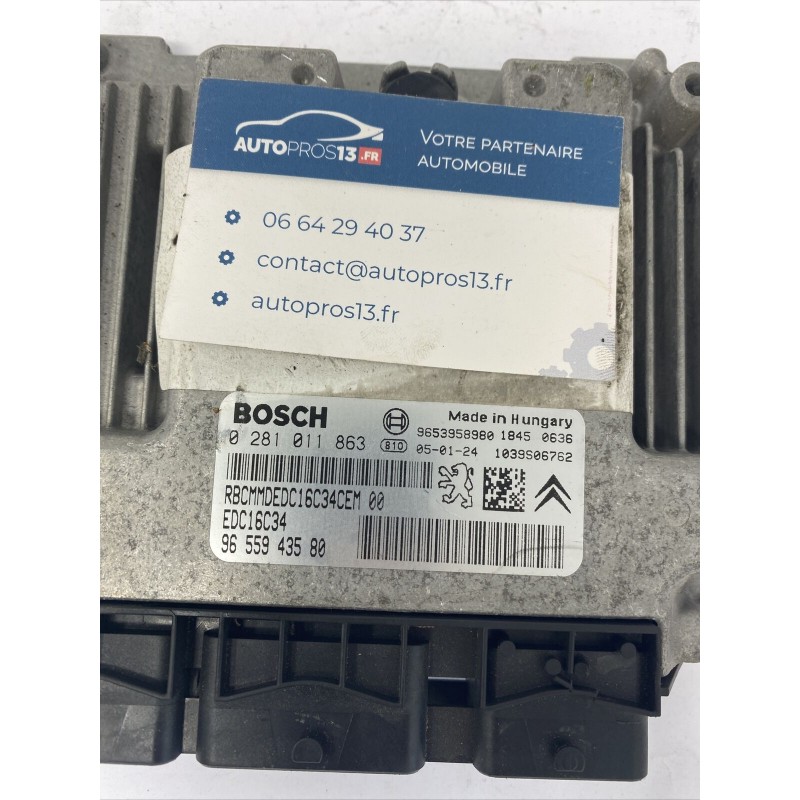 AUTOPROS13.FR
VOTRE PARTENAIRE
AUTOMOBILE
06 64 29 40 37
contact@autopros13.fr
autopros13.fr
BOSCH
Made in Hungary
0 281 011 863
9653958980 1845 0636
810 05-01-24 1039S06762
RBCMMDEDC16C34CEM 00
EDC16C34
96 559 435 80